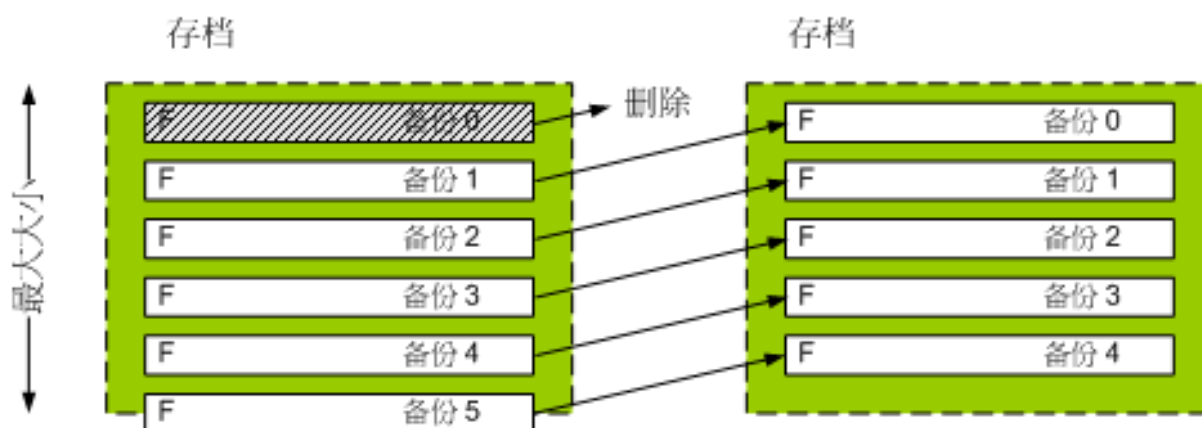 存档 存档
F 备份 0 删除 F 备份 0
F 备份 1 F 备份 1
F 备份 2 F 备份 2
F 备份 3 F 备份 3
F 备份 4 F 备份 4
F 备份 5
最大大小